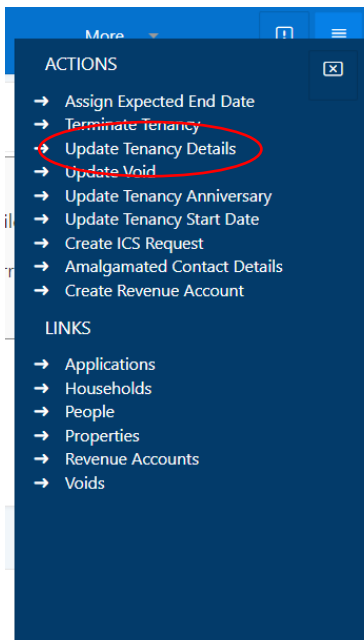 More
ACTIONS
Assign Expected End Date
Terminate Tenancy
Update Tenancy Details
Update Void
Update Tenancy Anniversary
Update Tenancy Start Date
Create ICS Request
Amalgamated Contact Details
Create Revenue Account
LINKS
Applications
Households
People
Properties
Revenue Accounts
Voids